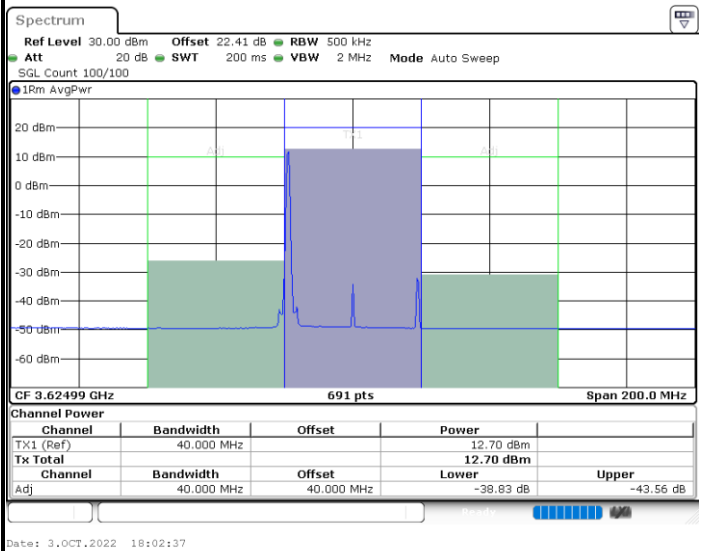 Spectrum
Ref Level 30.00 dBm Offset 22.41 dB RBW 500 kHz
Att 20 dB SWT 200 ms VBW 2 MHz Mode Auto Sweep
SGL Count 100/100
1Rm AvgPwr
TX1
20 dBm
Adj Adj
10 dBm
0 dBm
-10 dBm
-20 dBm
-30 dBm
-40 dBm
-50 dBm
-60 dBm
CF 3.62499 GHz 691 pts Span 200.0 MHz
Channel Power
Channel Bandwidth Offset Power
TX1 (Ref) 40.000 MHz 12.70 dBm
Tx Total 12.70 dBm
Channel Bandwidth Offset Lower Upper
Adj 40.000 MHz 40.000 MHz -38.83 dB -43.56 dB
Ready
Date: 3.OCT.2022 18:02:37